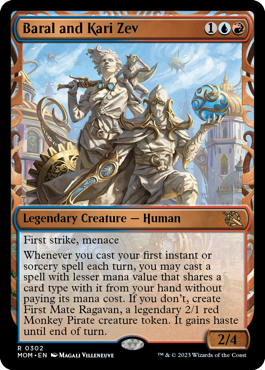 Baral and Kari Zev 1
Legendary Creature — Human
First strike, menace
Whenever you cast your first instant or
sorcery spell each turn, you may cast a
spell with lesser mana value that shares a
card type with it from your hand without
paying its mana cost. If you don't, create
First Mate Ragavan, a legendary 2/1 red
Monkey Pirate creature token. It gains haste
until end of turn.
2/4
R 0302
MOM • EN MAGALI VILLENEUVE ™ & © 2023 Wizards of the Coast